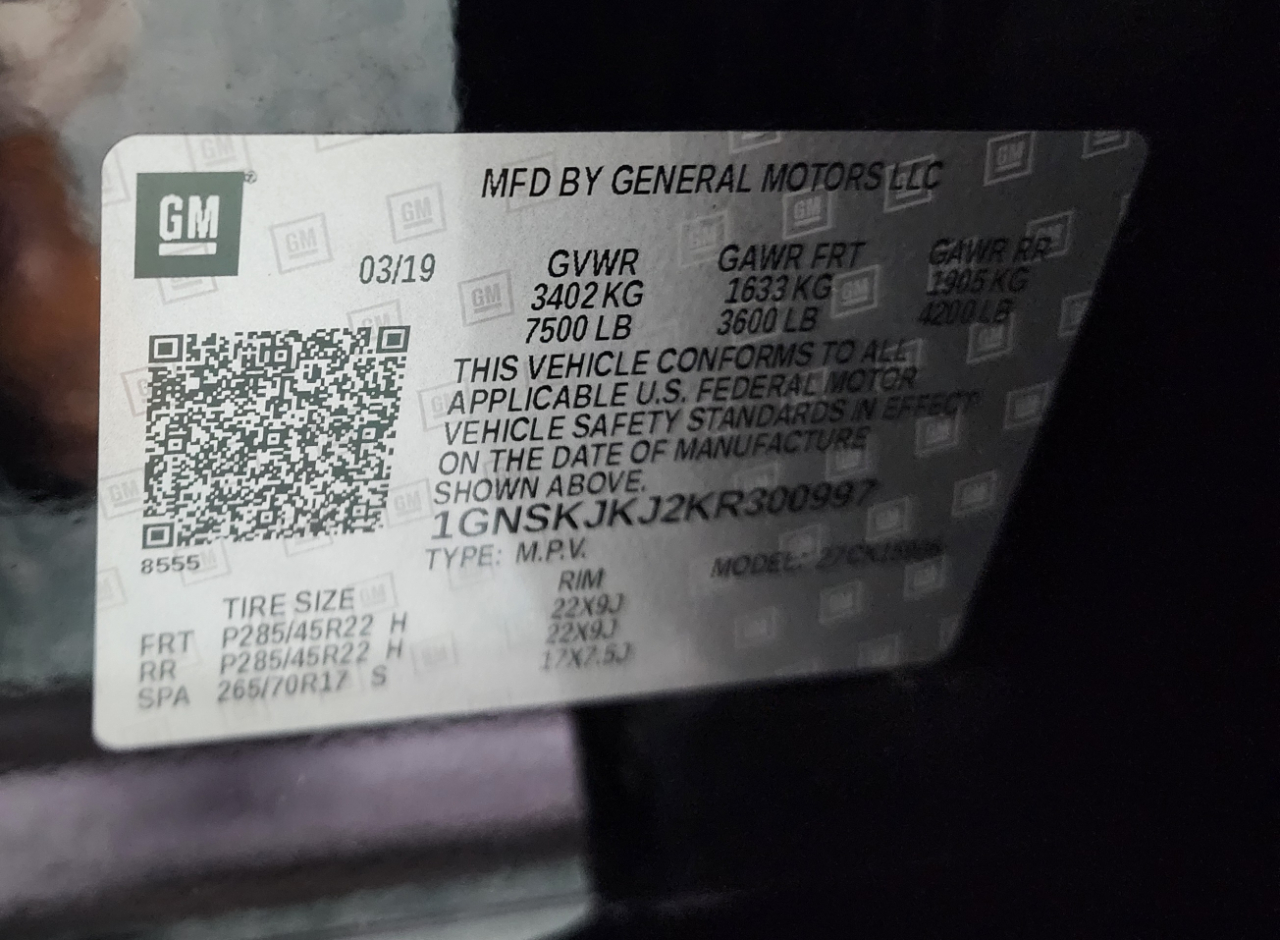 GM
MFD BY GENERAL MOTORS LLC
03/19
GVWR GAWR FRT GAWR RR
3402 KG 1633 KG 1905 KG
7500 LB 3600 LB 4200 LB
THIS VEHICLE CONFORMS TO ALL
APPLICABLE U.S. FEDERAL MOTOR
VEHICLE SAFETY STANDARDS IN EFFECT
ON THE DATE OF MANUFACTURE
SHOWN ABOVE.
1GNSKJKJ2KR300997
8555
TYPE: M.P.V. MODEL:
TIRE SIZE RIM
FRT P285/45R22 H 22X9J
RR P285/45R22 H 22X9J
SPA 265/70R17 S 17X7.5J